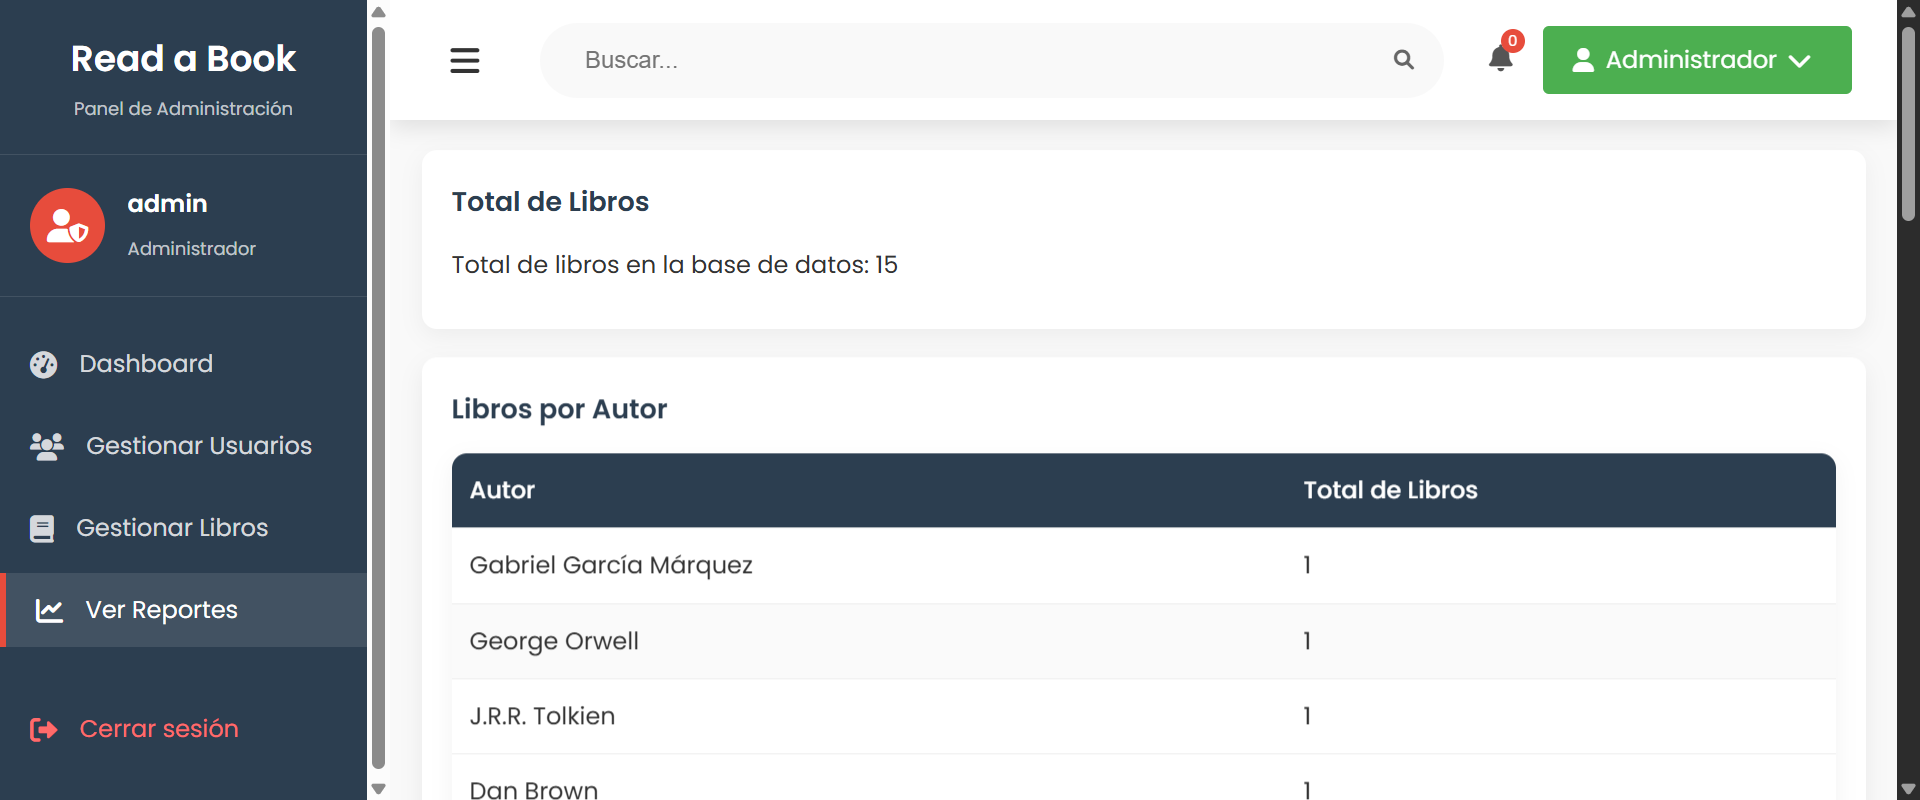 Read a Book
Panel de Administración
admin
Administrador
Dashboard
Gestionar Usuarios
Gestionar Libros
Ver Reportes
Cerrar sesión
Buscar...
0
Administrador
Total de Libros
Total de libros en la base de datos: 15
Libros por Autor
Autor Total de Libros
Gabriel García Márquez 1
George Orwell 1
J.R.R. Tolkien 1
Dan Brown 1